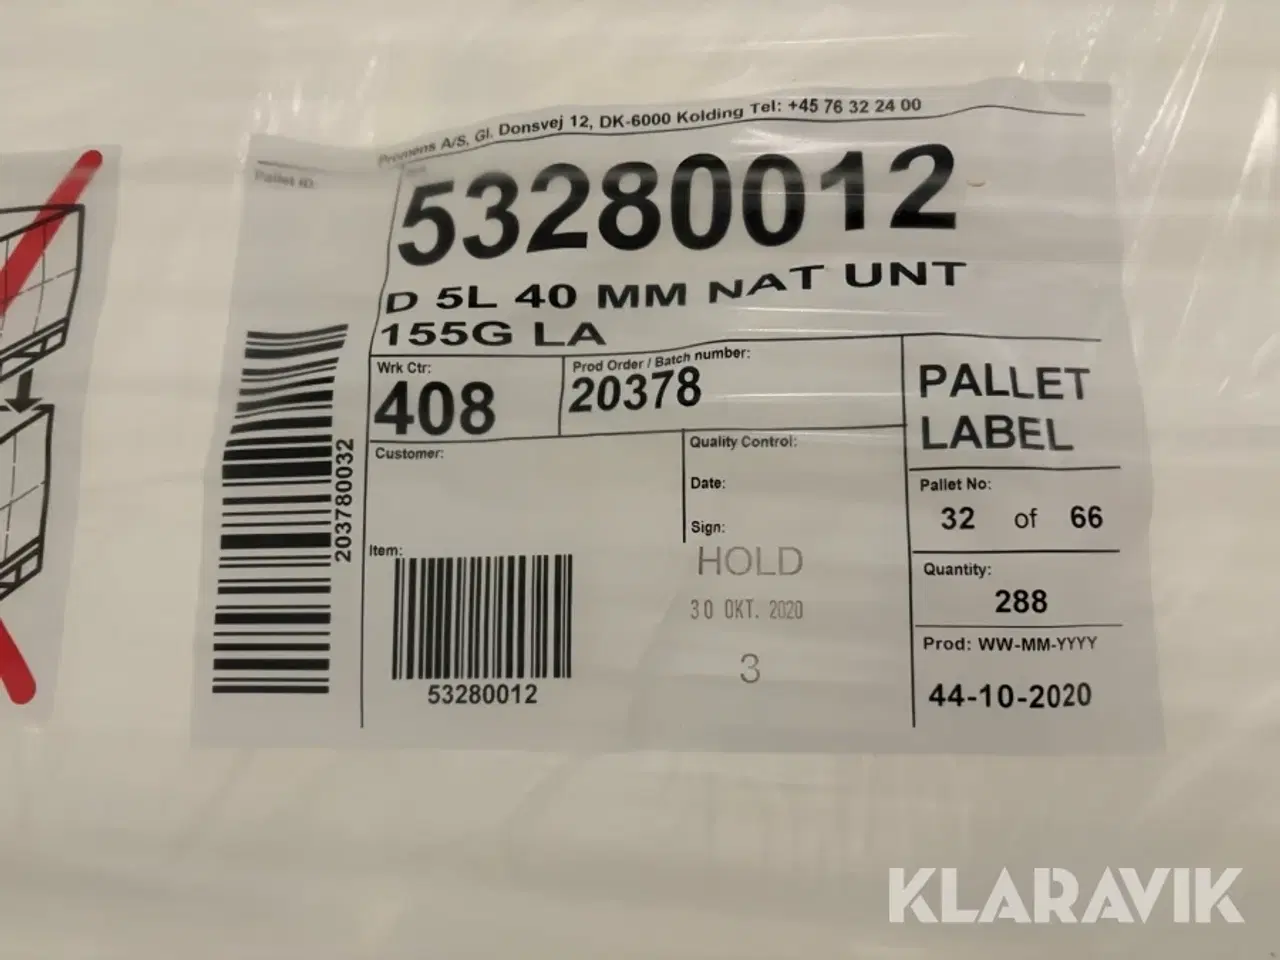 Promens A/S, Gl. Donsvej 12, DK-6000 Kolding Tel: +45 76 32 24 00
Pallet ID:
53280012
D 5L 40 MM NAT UNT
155G LA
Wrk Ctr:
408
Prod Order / Batch number:
20378
PALLET
LABEL
Customer:
Quality Control:
Date:
Sign:
Pallet No:
32 of 66
203780032
Item:
53280012
HOLD
30 OKT. 2020
3
Quantity:
288
Prod: WW-MM-YYYY
44-10-2020
KLARAVIK